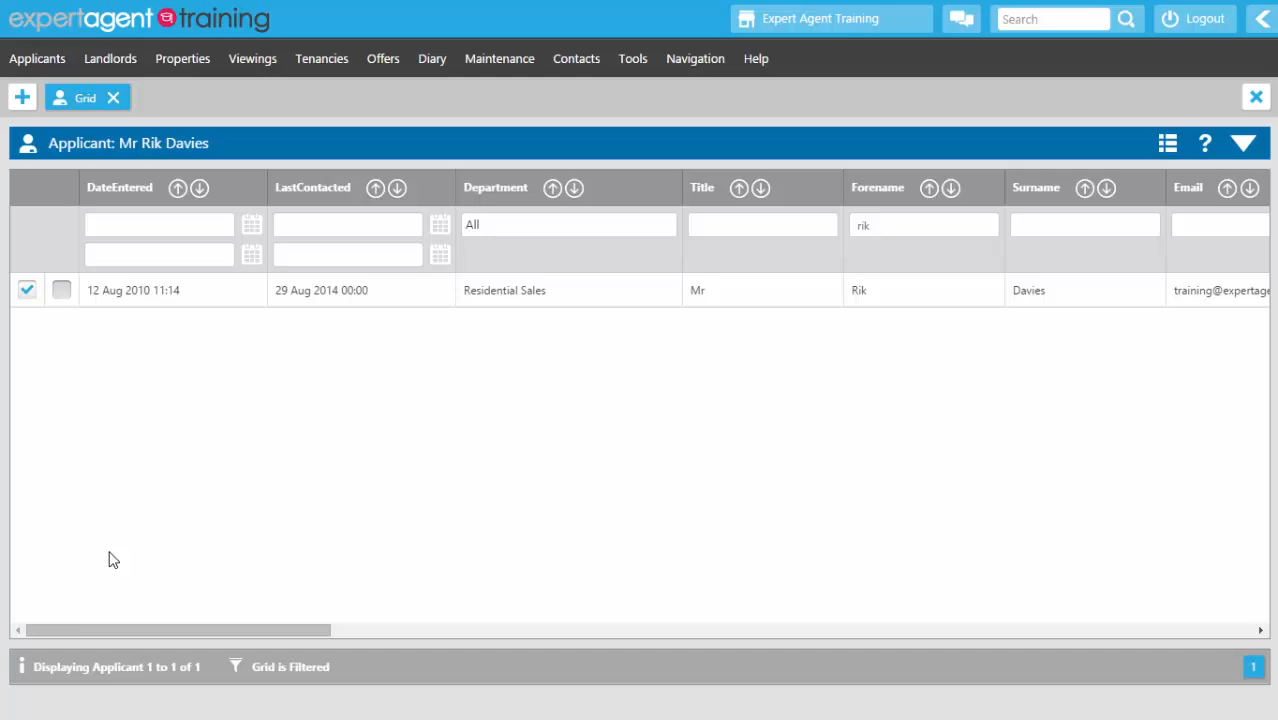 expertagent training
Expert Agent Training
Search
Logout
Applicants Landlords Properties Viewings Tenancies Offers Diary Maintenance Contacts Tools Navigation Help
Grid
Applicant: Mr Rik Davies
?
DateEntered LastContacted Department Title Forename Surname Email
All rik
12 Aug 2010 11:14 29 Aug 2014 00:00 Residential Sales Mr Rik Davies training@expertage
Displaying Applicant 1 to 1 of 1 Grid is Filtered 1